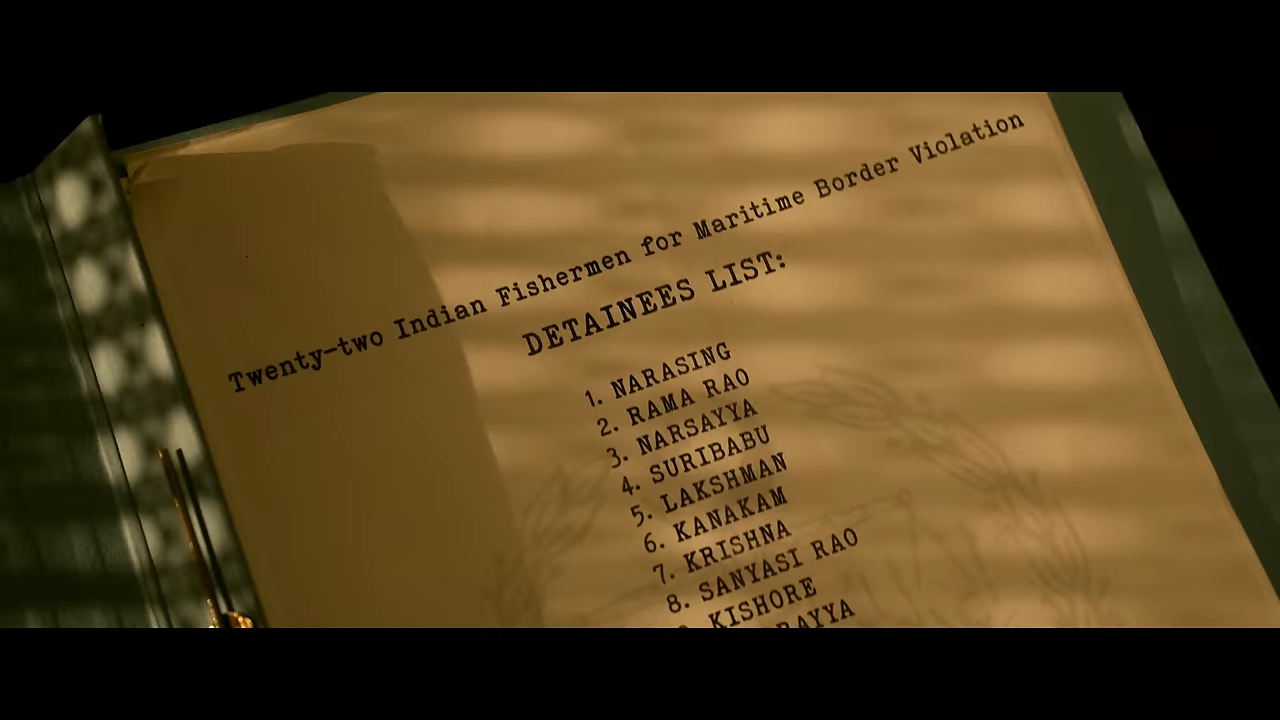 Twenty-two Indian Fishermen for Maritime Border Violation
DETAINEES LIST:
1. NARASING
2. RAMA RAO
3. NARSAYYA
4. SURIBABU
5. LAKSHMAN
6. KANAKAM
7. KRISHNA
8. SANYASI RAO
KISHORE